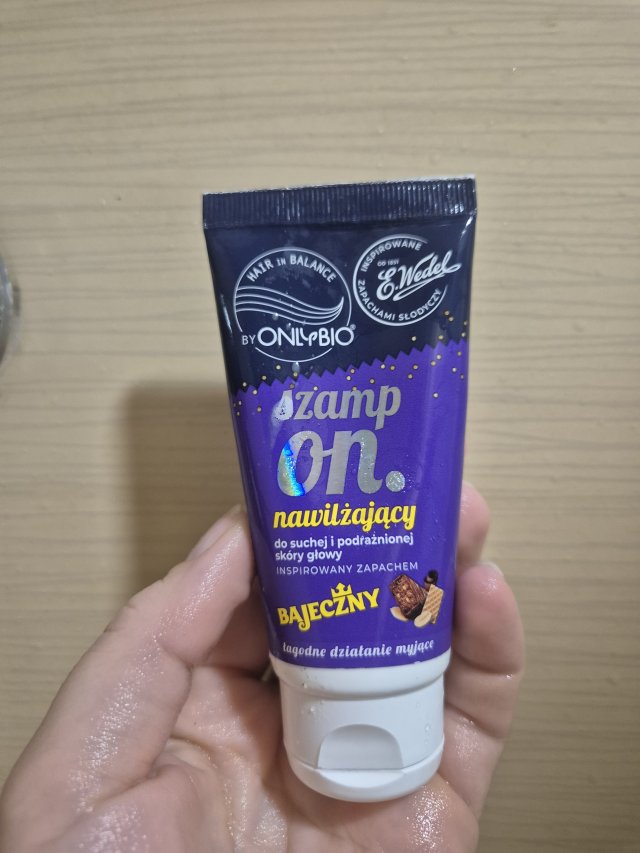 HAIR in BALANCE
BY ONLYBIO®
INSPIROWANE
OD 1851
E.Wedel
ZAPACHAMI SŁODYCZY
szamp
on.
nawilżający
do suchej i podrażnionej
skóry głowy
INSPIROWANY ZAPACHEM
BAJECZNY
łagodne działanie myjące